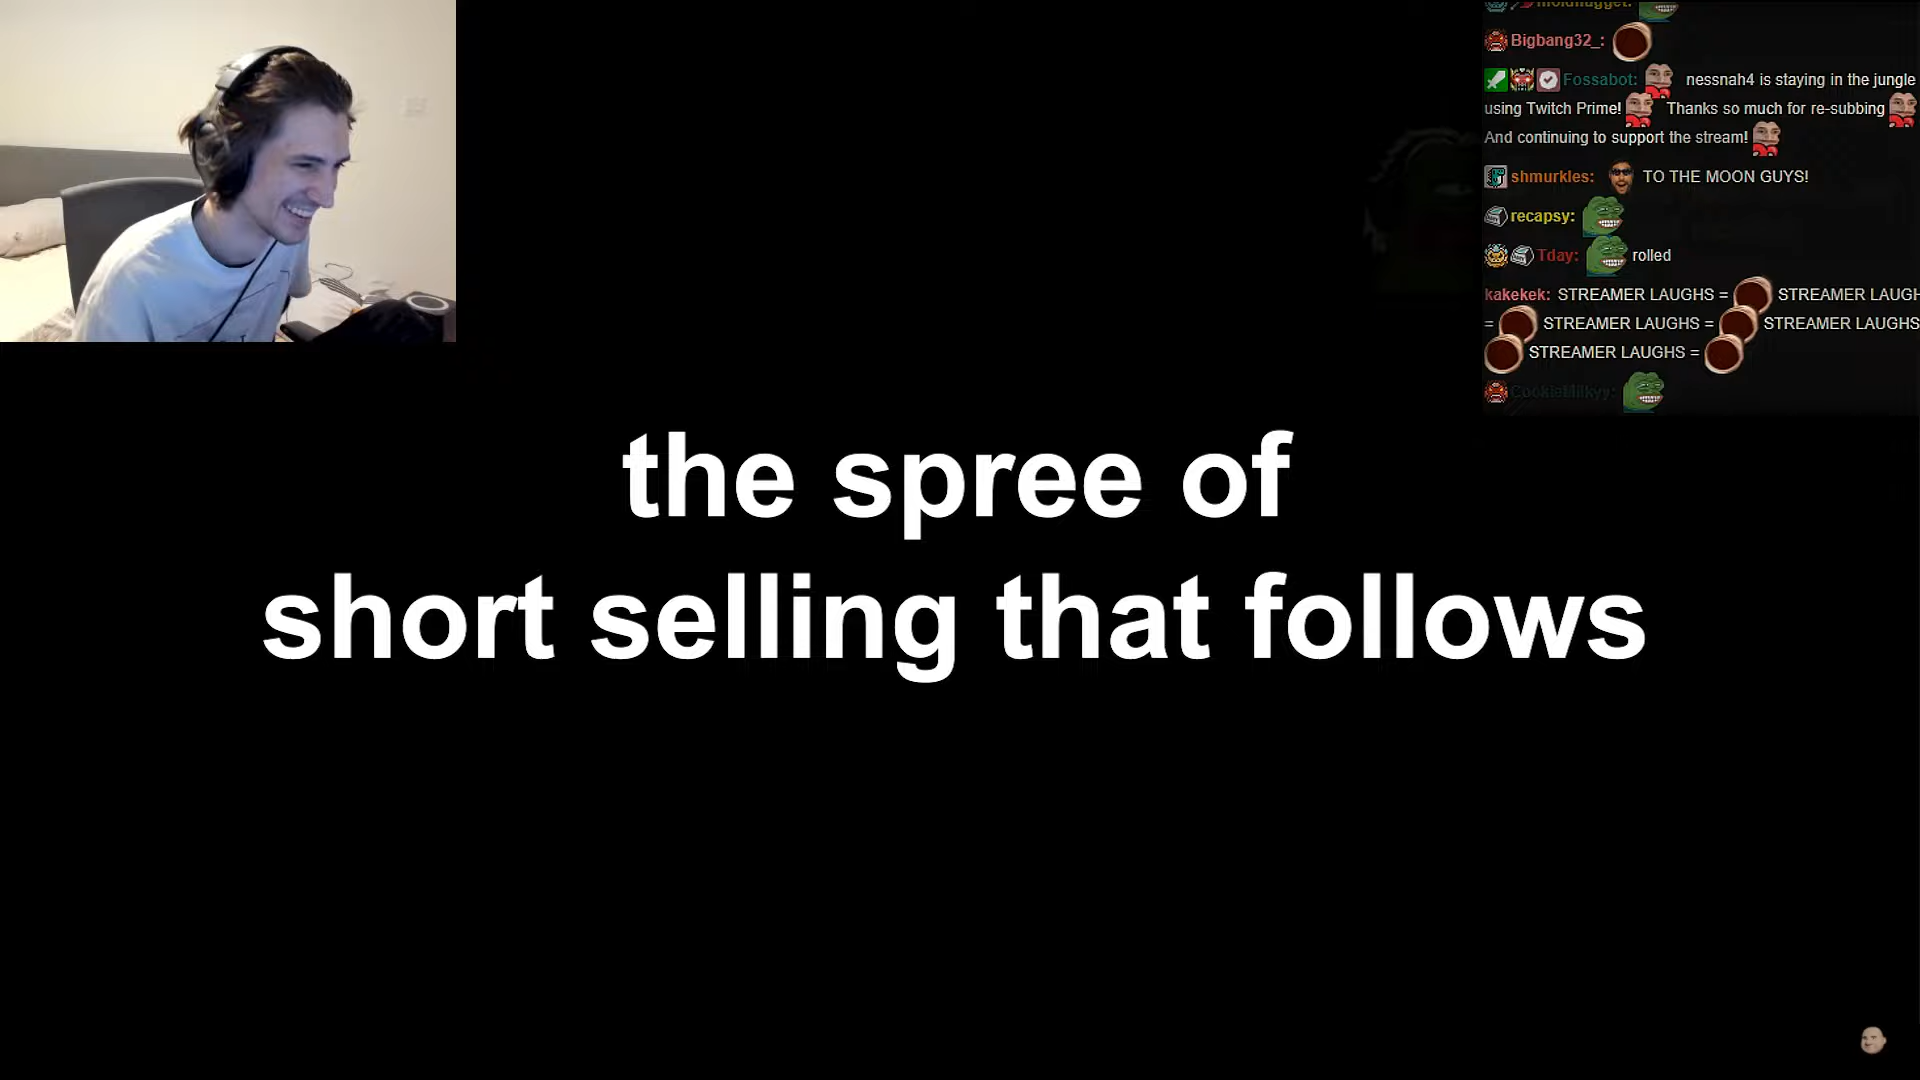 moldnugget:
Bigbang32_:
Fossabot: nessnah4 is staying in the jungle
using Twitch Prime! Thanks so much for re-subbing
And continuing to support the stream!
shmurkles: TO THE MOON GUYS!
recapsy:
Tday: rolled
kakekek: STREAMER LAUGHS = STREAMER LAUGH
= STREAMER LAUGHS = STREAMER LAUGHS
STREAMER LAUGHS =
CookieMilkyy:
the spree of
short selling that follows